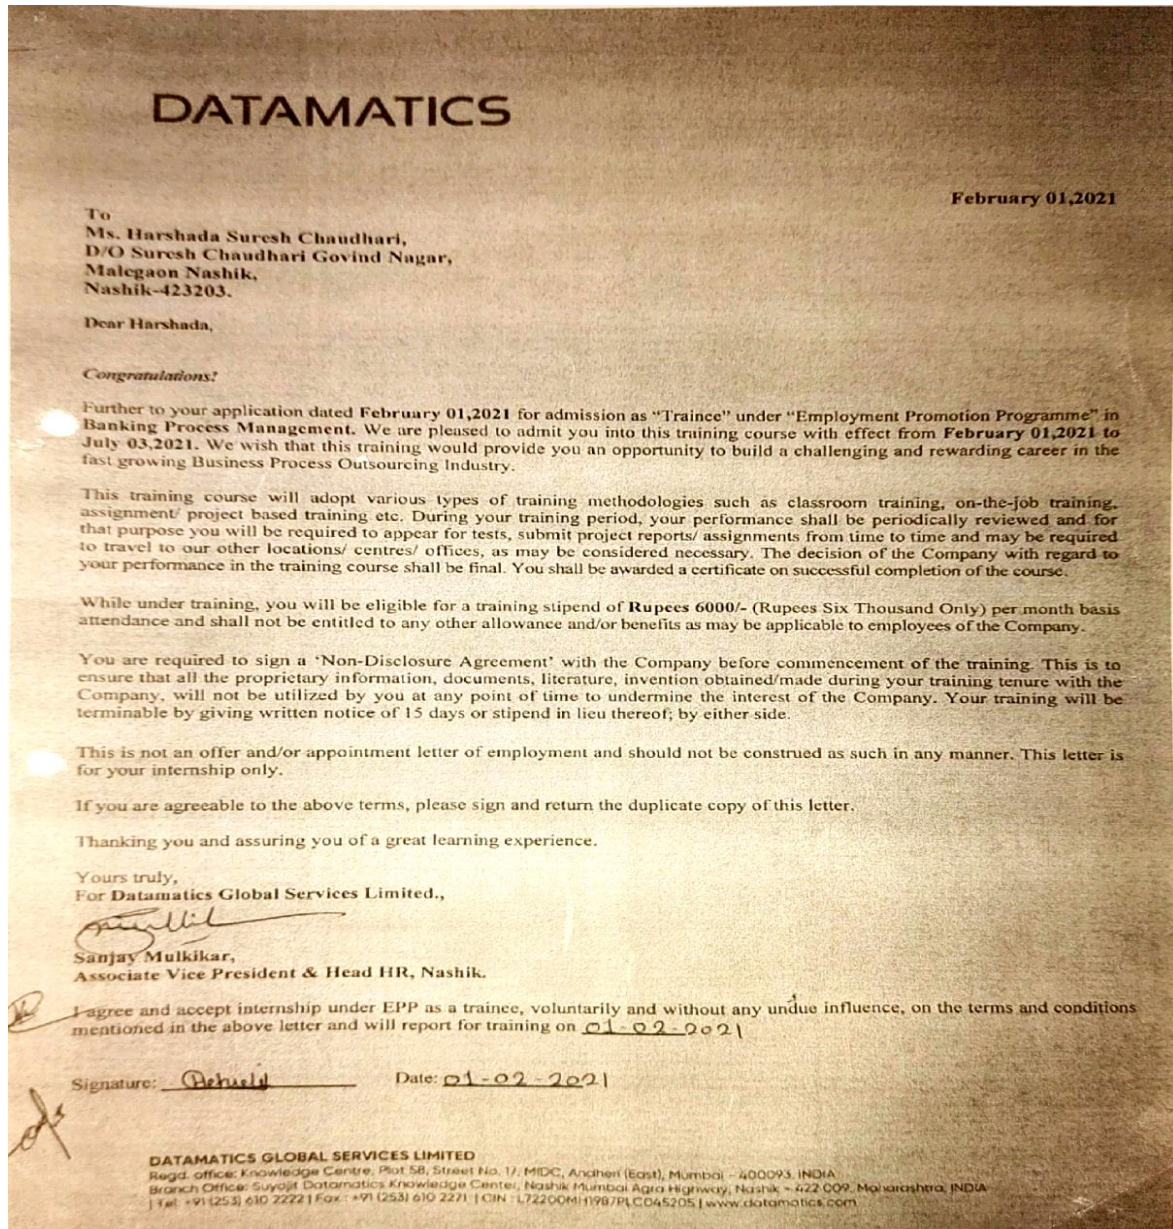 DATAMATICS
February 01,2021
To
Ms. Harshada Suresh Chaudhari,
D/O Suresh Chaudhari Govind Nagar,
Malegaon Nashik,
Nashik-423203.
Dear Harshada,
Congratulations!
Further to your application dated February 01,2021 for admission as “Trainee” under “Employment Promotion Programme” in
Banking Process Management. We are pleased to admit you into this training course with effect from February 01,2021 to
July 03,2021. We wish that this training would provide you an opportunity to build a challenging and rewarding career in the
fast growing Business Process Outsourcing Industry.
This training course will adopt various types of training methodologies such as classroom training, on-the-job training,
assignment/ project based training etc. During your training period, your performance shall be periodically reviewed and for
that purpose you will be required to appear for tests, submit project reports/ assignments from time to time and may be required
to travel to our other locations/ centres/ offices, as may be considered necessary. The decision of the Company with regard to
your performance in the training course shall be final. You shall be awarded a certificate on successful completion of the course.
While under training, you will be eligible for a training stipend of Rupees 6000/- (Rupees Six Thousand Only) per month basis
attendance and shall not be entitled to any other allowance and/or benefits as may be applicable to employees of the Company.
You are required to sign a ‘Non-Disclosure Agreement’ with the Company before commencement of the training. This is to
ensure that all the proprietary information, documents, literature, invention obtained/made during your training tenure with the
Company, will not be utilized by you at any point of time to undermine the interest of the Company. Your training will be
terminable by giving written notice of 15 days or stipend in lieu thereof; by either side.
This is not an offer and/or appointment letter of employment and should not be construed as such in any manner. This letter is
for your internship only.
If you are agreeable to the above terms, please sign and return the duplicate copy of this letter.
Thanking you and assuring you of a great learning experience.
Yours truly,
For Datamatics Global Services Limited.,
Sanjay Mulkikar,
Associate Vice President & Head HR, Nashik.
I agree and accept internship under EPP as a trainee, voluntarily and without any undue influence, on the terms and conditions
mentioned in the above letter and will report for training on 01-02-2021
Signature: Date: 01-02-2021
DATAMATICS GLOBAL SERVICES LIMITED
Regd. office: Knowledge Centre, Plot 58, Street No. 17, MIDC, Andheri (East), Mumbai - 400093. INDIA
Branch Office: Suyojit Datamatics Knowledge Center, Nashik Mumbai Agra Highway, Nashik - 422 009. Maharashtra, INDIA
| Tel: +91 (253) 610 2222 | Fax : +91 (253) 610 2271 | CIN : L72200MH1987PLC045205 | www.datamatics.com